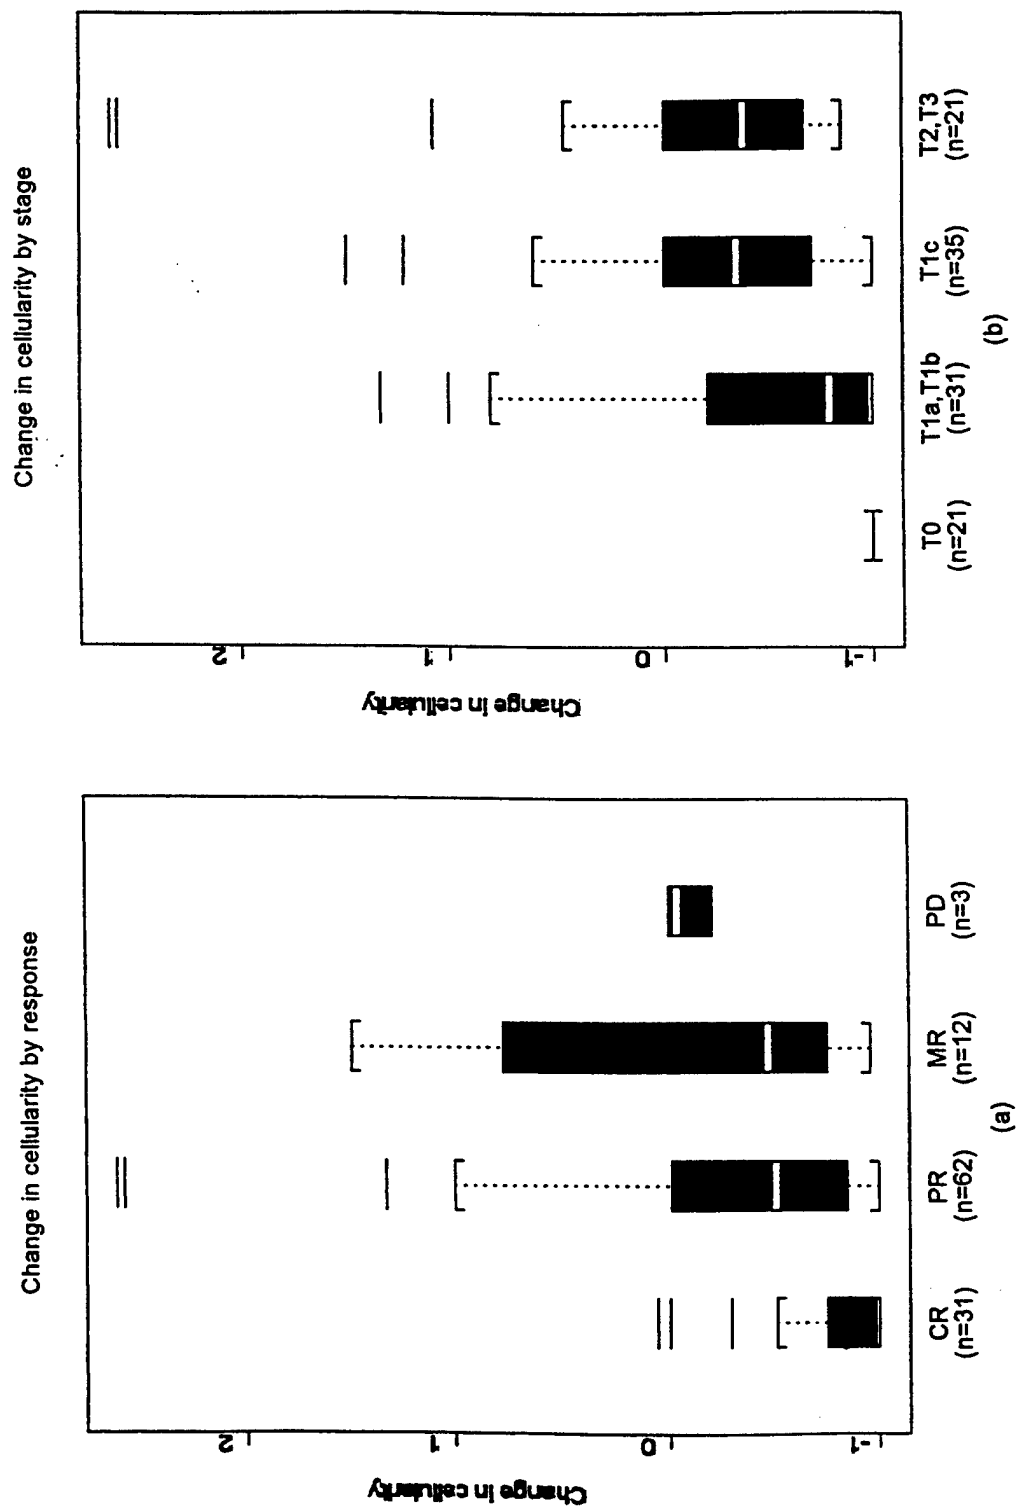 Change in cellularity by response
Change in cellularity
2
1
0
-1
CR
(n=31)
PR
(n=62)
MR
(n=12)
PD
(n=3)
(a)
Change in cellularity by stage
Change in cellularity
2
1
0
-1
T0
(n=21)
T1a,T1b
(n=31)
T1c
(n=35)
T2,T3
(n=21)
(b)